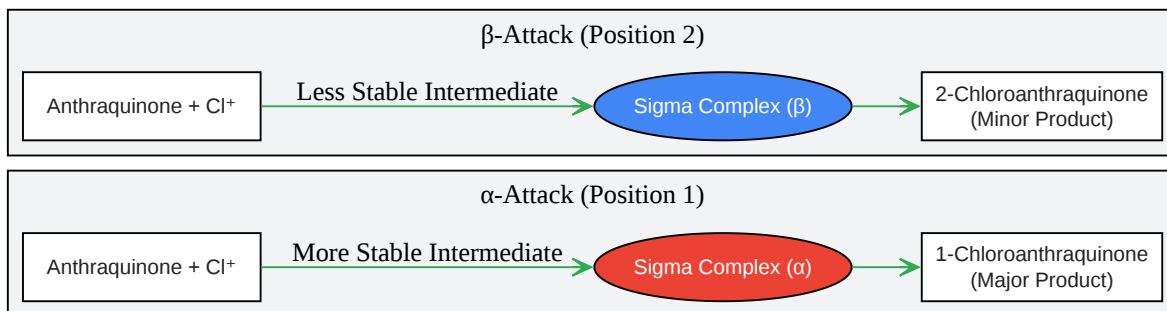 β-Attack (Position 2)
Anthraquinone + Cl⁺
Less Stable Intermediate
Sigma Complex (β)
2-Chloroanthraquinone
(Minor Product)
α-Attack (Position 1)
Anthraquinone + Cl⁺
More Stable Intermediate
Sigma Complex (α)
1-Chloroanthraquinone
(Major Product)